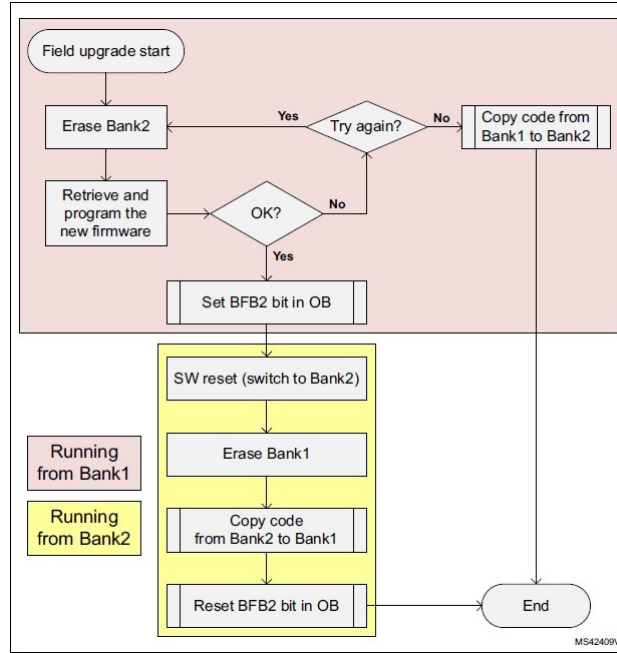 Field upgrade start
Erase Bank2
Yes
Try again?
No
Copy code from
Bank1 to Bank2
Retrieve and
program the
new firmware
OK?
No
Yes
Set BFB2 bit in OB
SW reset (switch to Bank2)
Running
from Bank1
Erase Bank1
Running
from Bank2
Copy code
from Bank2 to Bank1
Reset BFB2 bit in OB
End